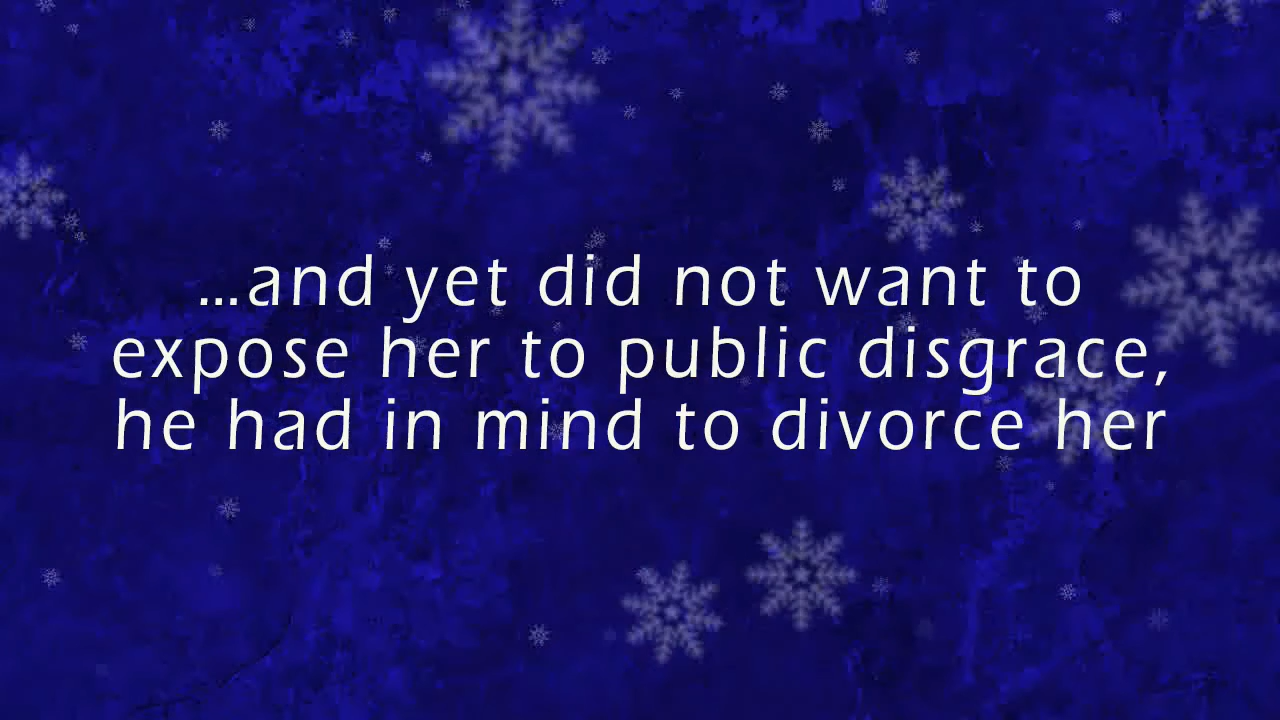 ...and yet did not want to
expose her to public disgrace,
he had in mind to divorce her